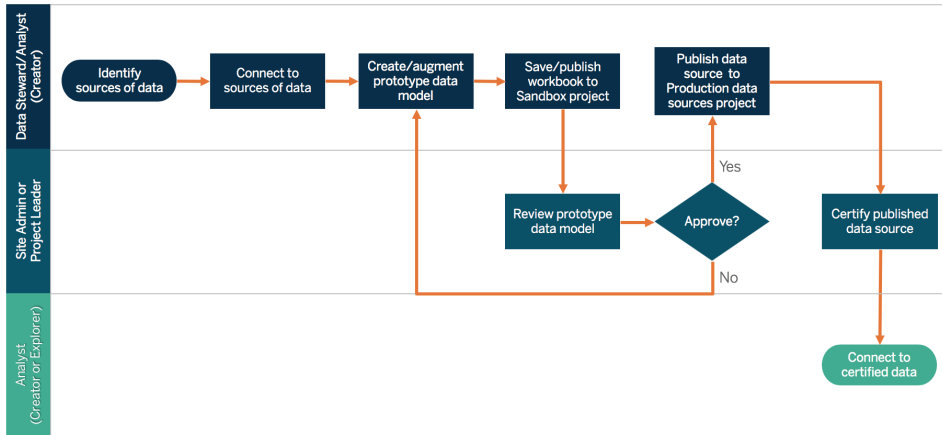 Data Steward/Analyst
(Creator)
Identify
sources of data
Connect to
sources of data
Create/augment
prototype data
model
Save/publish
workbook to
Sandbox project
Publish data
source to
Production data
sources project
Site Admin or
Project Leader
Review prototype
data model
Approve?
Yes
No
Certify published
data source
Analyst
(Creator or Explorer)
Connect to
certified data